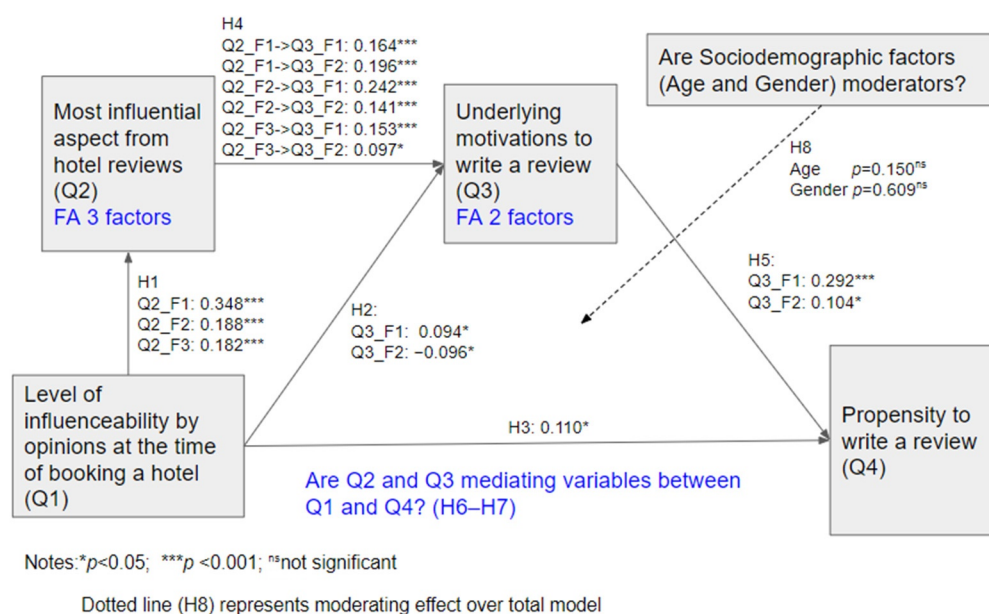 H4
Q2_F1->Q3_F1: 0.164***
Q2_F1->Q3_F2: 0.196***
Q2_F2->Q3_F1: 0.242***
Q2_F2->Q3_F2: 0.141***
Q2_F3->Q3_F1: 0.153***
Q2_F3->Q3_F2: 0.097*
Are Sociodemographic factors
(Age and Gender) moderators?
Most influential
aspect from
hotel reviews
(Q2)
FA 3 factors
Underlying
motivations to
write a review
(Q3)
FA 2 factors
H8
Age p=0.150ⁿˢ
Gender p=0.609ⁿˢ
H5:
Q3_F1: 0.292***
Q3_F2: 0.104*
H1
Q2_F1: 0.348***
Q2_F2: 0.188***
Q2_F3: 0.182***
H2:
Q3_F1: 0.094*
Q3_F2: −0.096*
Level of
influenceability by
opinions at the time
of booking a hotel
(Q1)
H3: 0.110*
Propensity to
write a review
(Q4)
Are Q2 and Q3 mediating variables between
Q1 and Q4? (H6–H7)
Notes:*p<0.05; ***p <0.001; ⁿˢnot significant
Dotted line (H8) represents moderating effect over total model